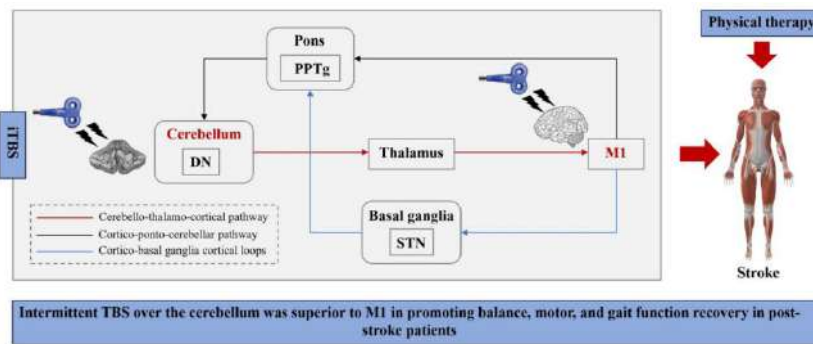 Physical therapy
Pons
PPTg
iTBS
Cerebellum
DN
Thalamus
M1
Basal ganglia
STN
Cerebello-thalamo-cortical pathway
Cortico-ponto-cerebellar pathway
Cortico-basal ganglia cortical loops
Stroke
Intermittent TBS over the cerebellum was superior to M1 in promoting balance, motor, and gait function recovery in post-
stroke patients